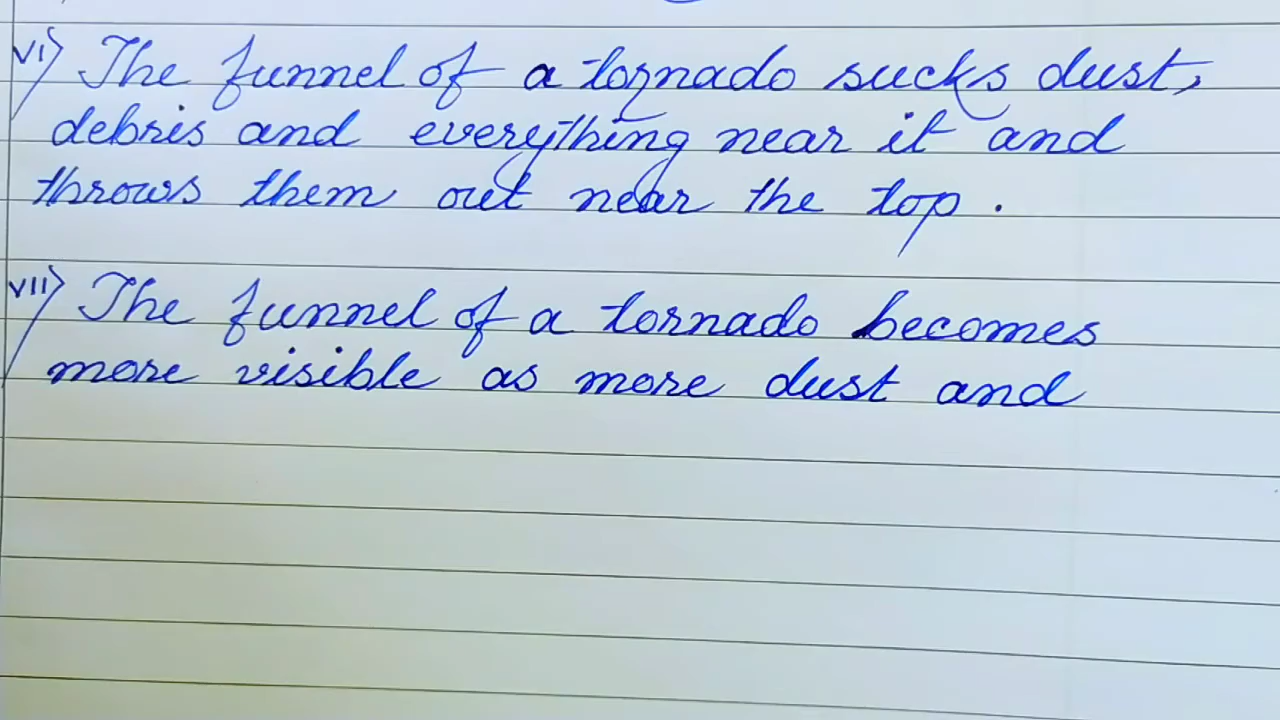 vi) The funnel of a tornado sucks dust,
debris and everything near it and
throws them out near the top.
vii) The funnel of a tornado becomes
more visible as more dust and